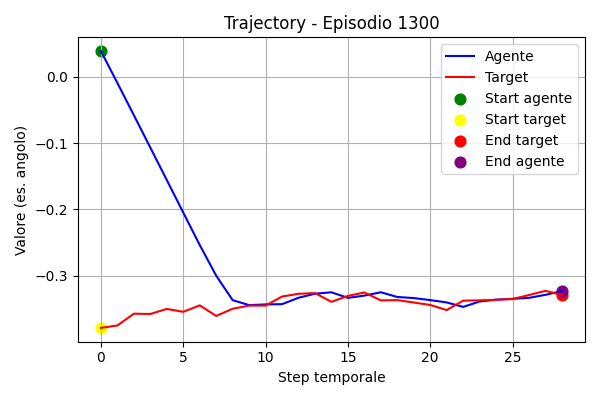 Trajectory - Episodio 1300
Agente
Target
Start agente
Start target
End target
End agente
Valore (es. angolo)
0.0
−0.1
−0.2
−0.3
0 5 10 15 20 25
Step temporale